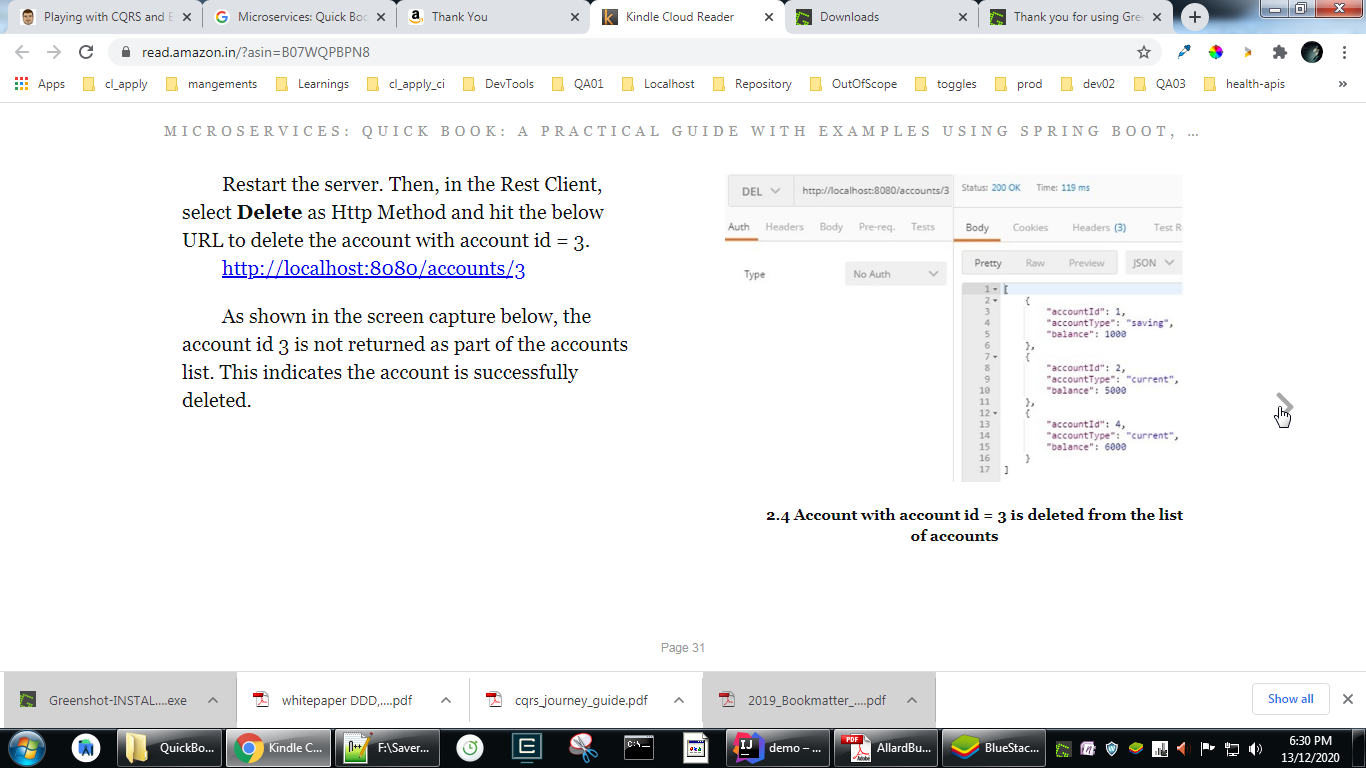 Playing with CQRS and E
Microservices: Quick Boo
Thank You
Kindle Cloud Reader
Downloads
Thank you for using Gre
read.amazon.in/?asin=B07WQPBPN8
Apps
cl_apply
mangements
Learnings
cl_apply_ci
DevTools
QA01
Localhost
Repository
OutOfScope
toggles
prod
dev02
QA03
health-apis
»
MICROSERVICES: QUICK BOOK: A PRACTICAL GUIDE WITH EXAMPLES USING SPRING BOOT, …
Restart the server. Then, in the Rest Client,
select Delete as Http Method and hit the below
URL to delete the account with account id = 3.
http://localhost:8080/accounts/3
As shown in the screen capture below, the
account id 3 is not returned as part of the accounts
list. This indicates the account is successfully
deleted.
DEL
http://localhost:8080/accounts/3
Status: 200 OK Time: 119 ms
Auth Headers Body Pre-req. Tests
Body Cookies Headers (3) Test R
Type No Auth
Pretty Raw Preview JSON
1 [
2 {
3 "accountId": 1,
4 "accountType": "saving",
5 "balance": 1000
6 },
7 {
8 "accountId": 2,
9 "accountType": "current",
10 "balance": 5000
11 },
12 {
13 "accountId": 4,
14 "accountType": "current",
15 "balance": 6000
16 }
17 ]
2.4 Account with account id = 3 is deleted from the list
of accounts
Page 31
Greenshot-INSTAL....exe
whitepaper DDD,....pdf
cqrs_journey_guide.pdf
2019_Bookmatter_....pdf
Show all
QuickBo...
Kindle C...
F:\Saver...
demo – ...
AllardBu...
BlueStac...
6:30 PM
13/12/2020